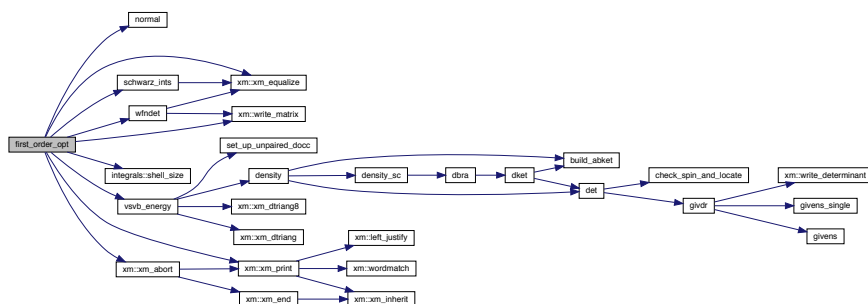 normal
schwarz_ints
xm::xm_equalize
wfndet
xm::write_matrix
first_order_opt
set_up_unpaired_docc
build_abket
integrals::shell_size
density
density_sc
dbra
dket
check_spin_and_locate
xm::write_determinant
det
vsvb_energy
xm::xm_dtriang8
givdr
givens_single
xm::xm_dtriang
givens
xm::left_justify
xm::xm_abort
xm::xm_print
xm::wordmatch
xm::xm_end
xm::xm_inherit